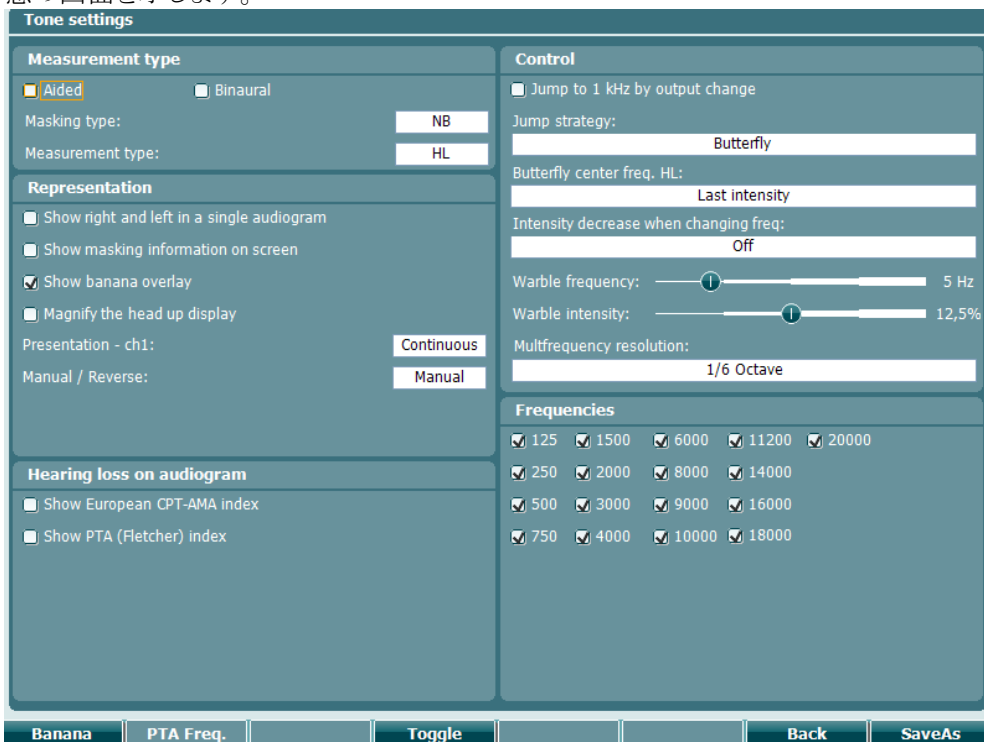 Tone settings
Measurement type
Aided
Binaural
Masking type:
NB
Measurement type:
HL
Representation
Show right and left in a single audiogram
Show masking information on screen
Show banana overlay
Magnify the head up display
Presentation - ch1:
Continuous
Manual / Reverse:
Manual
Hearing loss on audiogram
Show European CPT-AMA index
Show PTA (Fletcher) index
Control
Jump to 1 kHz by output change
Jump strategy:
Butterfly
Butterfly center freq. HL:
Last intensity
Intensity decrease when changing freq:
Off
Warble frequency:
5 Hz
Warble intensity:
12,5%
Multfrequency resolution:
1/6 Octave
Frequencies
125 1500 6000 11200 20000
250 2000 8000 14000
500 3000 9000 16000
750 4000 10000 18000
Banana PTA Freq. Toggle Back SaveAs